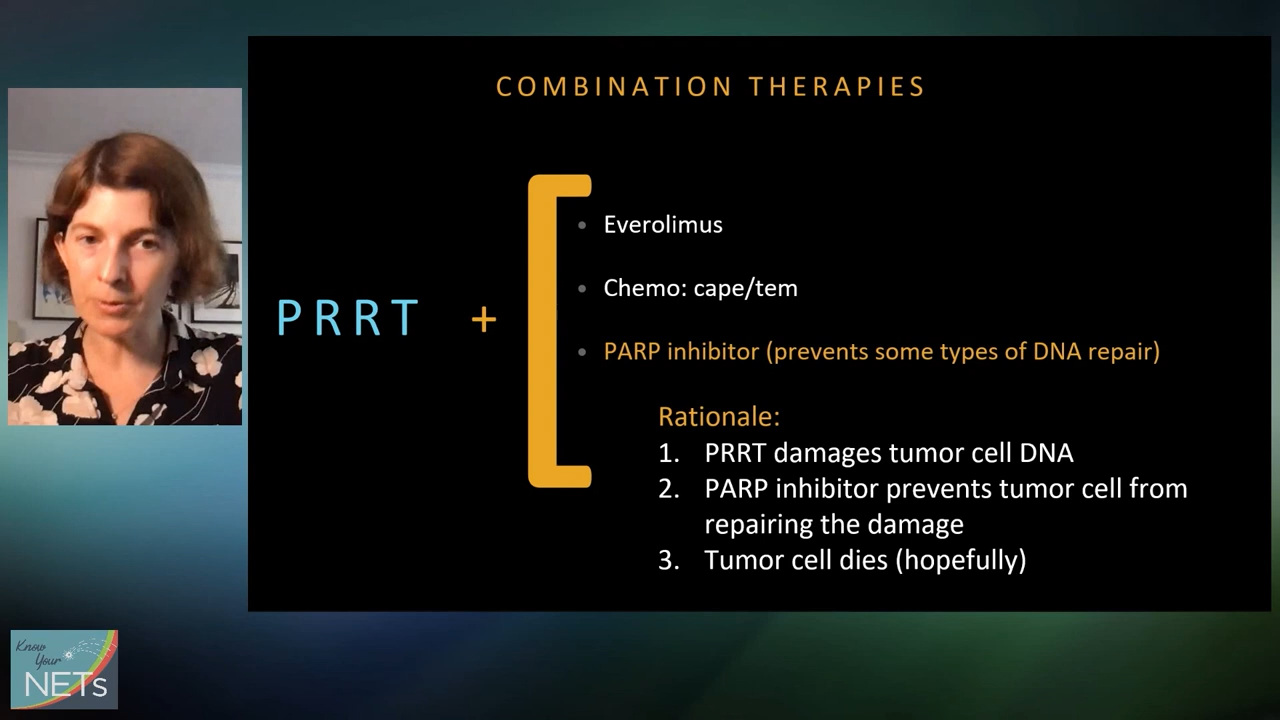 COMBINATION THERAPIES
PRRT +
• Everolimus
• Chemo: cape/tem
• PARP inhibitor (prevents some types of DNA repair)
Rationale:
1. PRRT damages tumor cell DNA
2. PARP inhibitor prevents tumor cell from
repairing the damage
3. Tumor cell dies (hopefully)
Know
Your
NETs